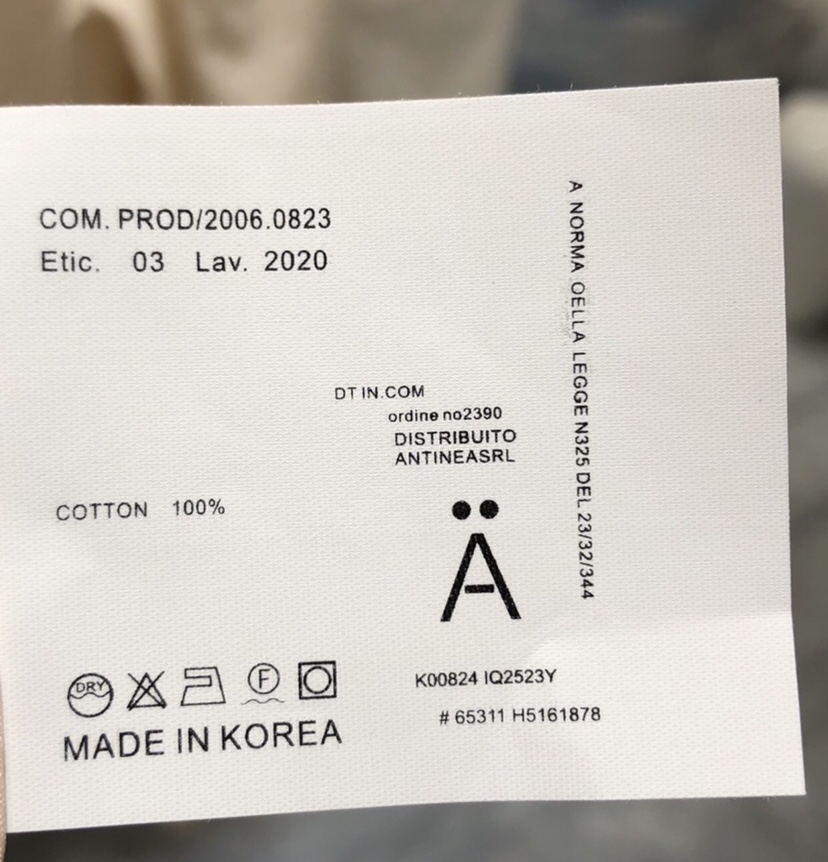 COM. PROD/2006.0823
Etic. 03 Lav. 2020
A NORMA OELLA LEGGE N325 DEL 23/32/344
DT IN.COM
ordine no2390
DISTRIBUITO
ANTINEASRL
COTTON 100%
Ä
DRY
F
K00824 IQ2523Y
# 65311 H5161878
MADE IN KOREA